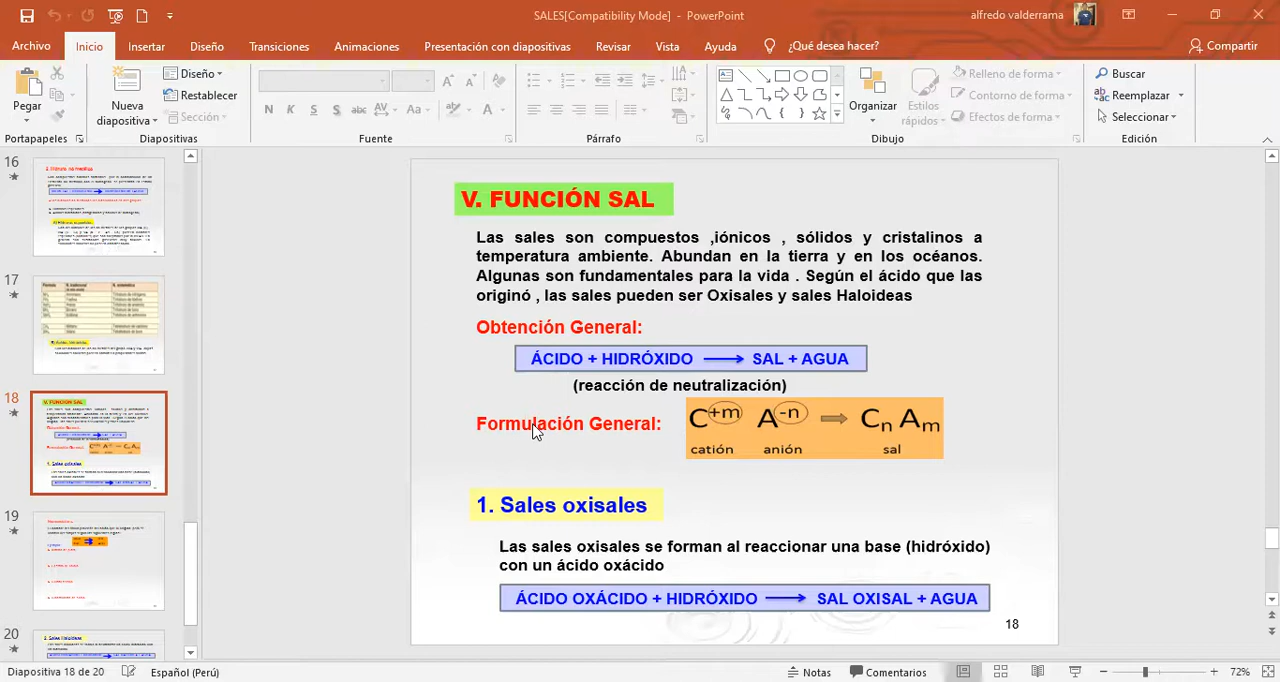 SALES[Compatibility Mode] - PowerPoint
alfredo valderrama
Archivo Inicio Insertar Diseño Transiciones Animaciones Presentación con diapositivas Revisar Vista Ayuda ¿Qué desea hacer? Compartir
Pegar
Nueva diapositiva
Diseño
Restablecer
Sección
N K S S abc AV Aa A
Organizar
Estilos rápidos
Relleno de forma
Contorno de forma
Efectos de forma
Buscar
Reemplazar
Seleccionar
Portapapeles Diapositivas Fuente Párrafo Dibujo Edición
16
17
18
19
20
V. FUNCIÓN SAL
Las sales son compuestos ,iónicos , sólidos y cristalinos a
temperatura ambiente. Abundan en la tierra y en los océanos.
Algunas son fundamentales para la vida . Según el ácido que las
originó , las sales pueden ser Oxisales y sales Haloideas
Obtención General:
ÁCIDO + HIDRÓXIDO → SAL + AGUA
(reacción de neutralización)
Formulación General:
C+m A-n ⇒ Cn Am
catión anión sal
1. Sales oxisales
Las sales oxisales se forman al reaccionar una base (hidróxido)
con un ácido oxácido
ÁCIDO OXÁCIDO + HIDRÓXIDO → SAL OXISAL + AGUA
18
Diapositiva 18 de 20 Español (Perú) Notas Comentarios 72%